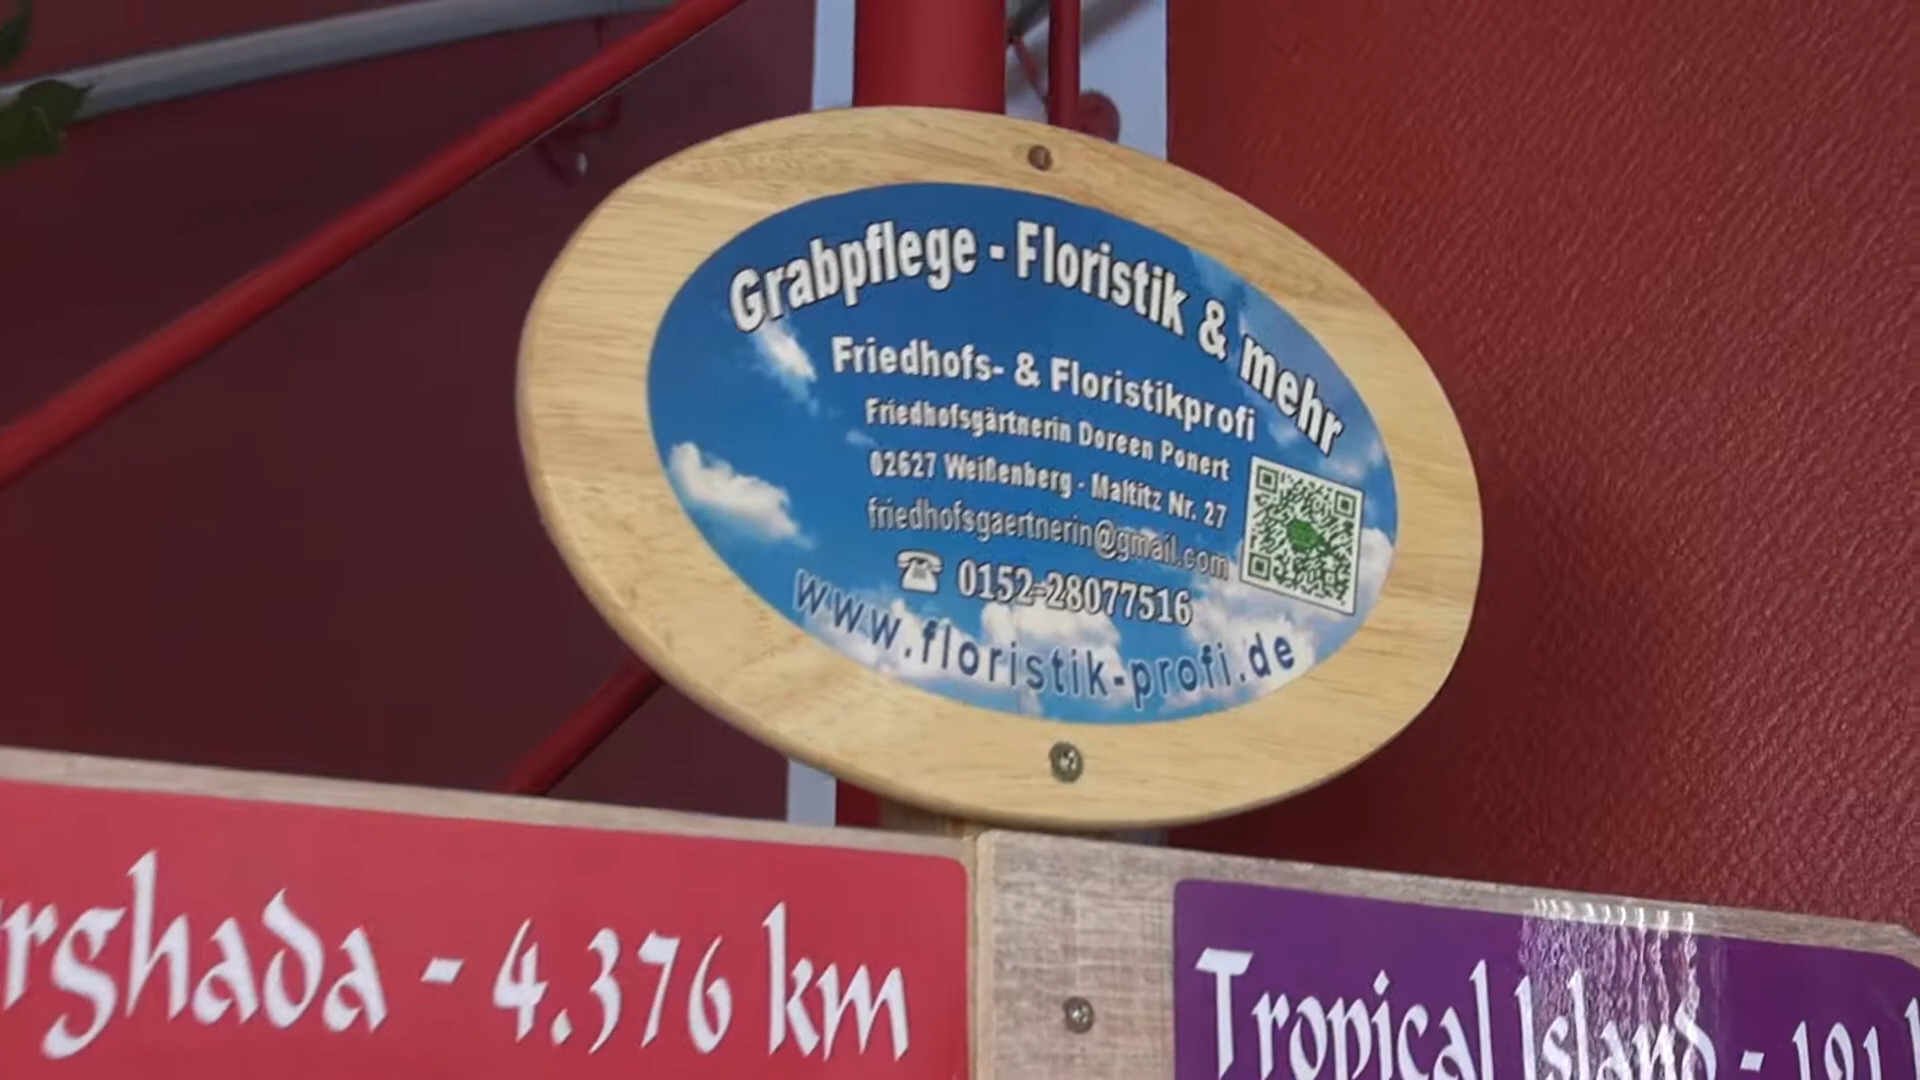 Grabpflege - Floristik & mehr
Friedhofs- & Floristikprofi
Friedhofsgärtnerin Doreen Ponert
02627 Weißenberg - Maltitz Nr. 27
friedhofsgaertnerin@gmail.com
0152-28077516
www.floristik-profi.de
rghada - 4.376 km
Tropical Island - 191